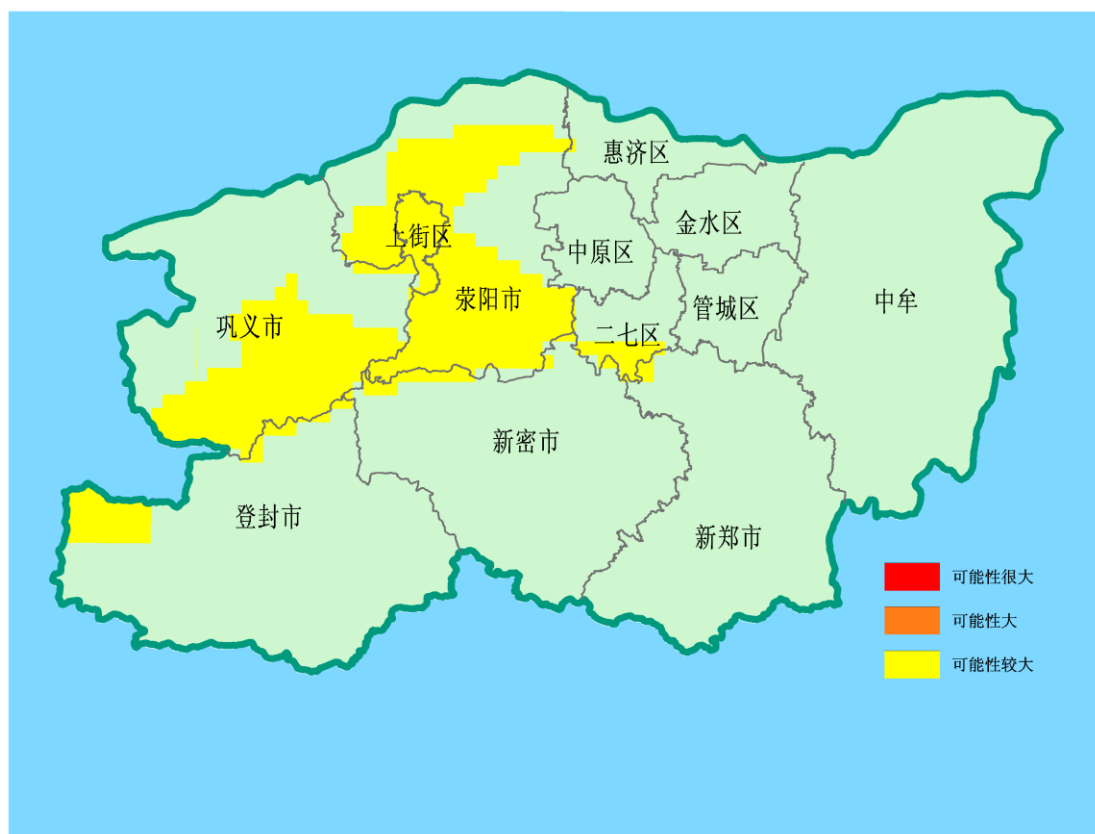 惠济区
金水区
上街区
中原区
荥阳市
中牟
管城区
巩义市
二七区
新密市
登封市
新郑市
可能性很大
可能性大
可能性较大